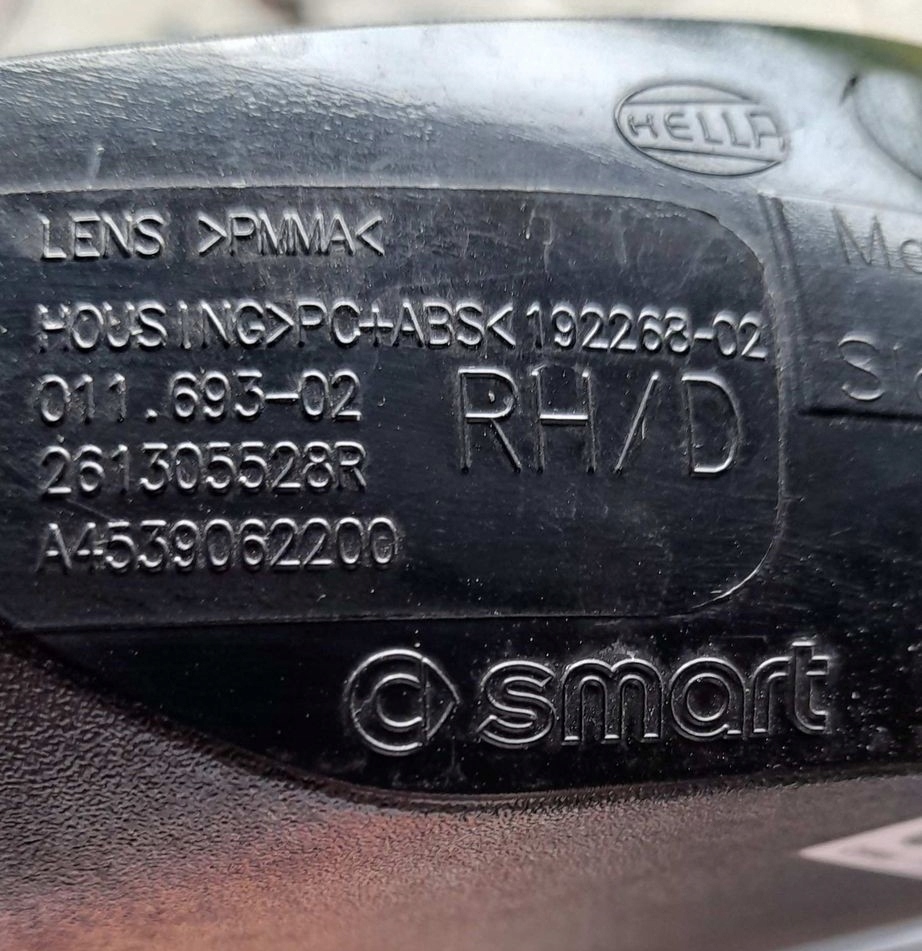 HELLA
LENS >PMMA<
HOUSING>PC+ABS<192268-02
011.693-02
RH/D
261305528R
A4539062200
smart